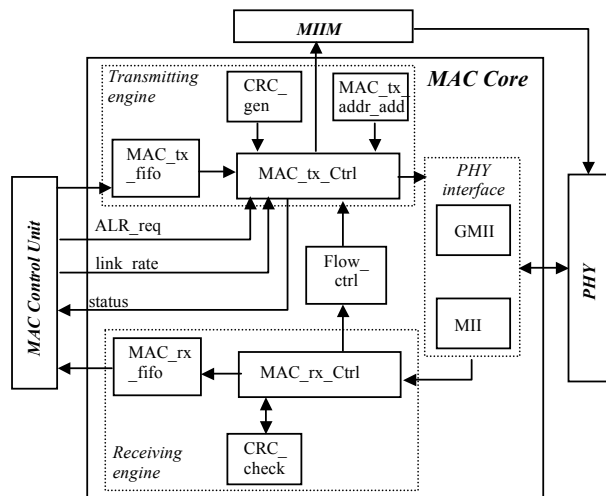 MIIM
Transmitting
engine
CRC_
gen
MAC_tx_
addr_add
MAC Core
MAC_tx
_fifo
MAC_tx_Ctrl
PHY
interface
GMII
MII
MAC Control Unit
ALR_req
link_rate
status
Flow_
ctrl
PHY
MAC_rx
_fifo
MAC_rx_Ctrl
Receiving
engine
CRC_
check